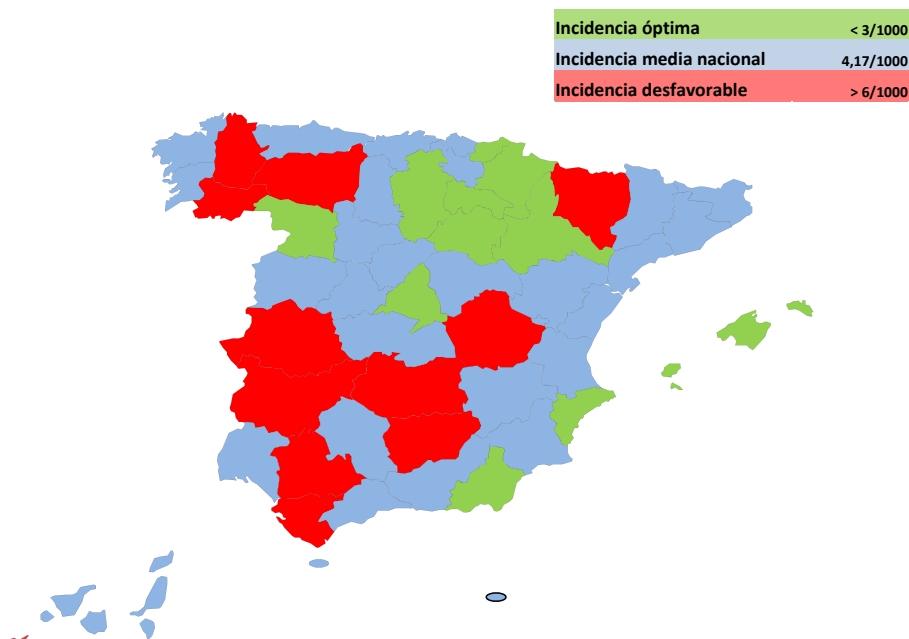 Incidencia óptima < 3/1000
Incidencia media nacional 4,17/1000
Incidencia desfavorable > 6/1000